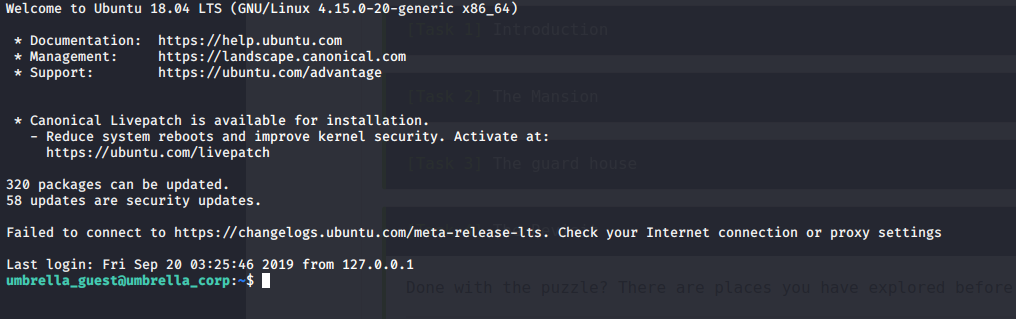 Welcome to Ubuntu 18.04 LTS (GNU/Linux 4.15.0-20-generic x86_64)
[Task 1] Introduction
* Documentation:  https://help.ubuntu.com
* Management:     https://landscape.canonical.com
* Support:        https://ubuntu.com/advantage
[Task 2] The Mansion
* Canonical Livepatch is available for installation.
- Reduce system reboots and improve kernel security. Activate at:
https://ubuntu.com/livepatch
[Task 3] The guard house
320 packages can be updated.
58 updates are security updates.
Failed to connect to https://changelogs.ubuntu.com/meta-release-lts. Check your Internet connection or proxy settings
Last login: Fri Sep 20 03:25:46 2019 from 127.0.0.1
umbrella_guest@umbrella_corp:~$
Done with the puzzle? There are places you have explored before